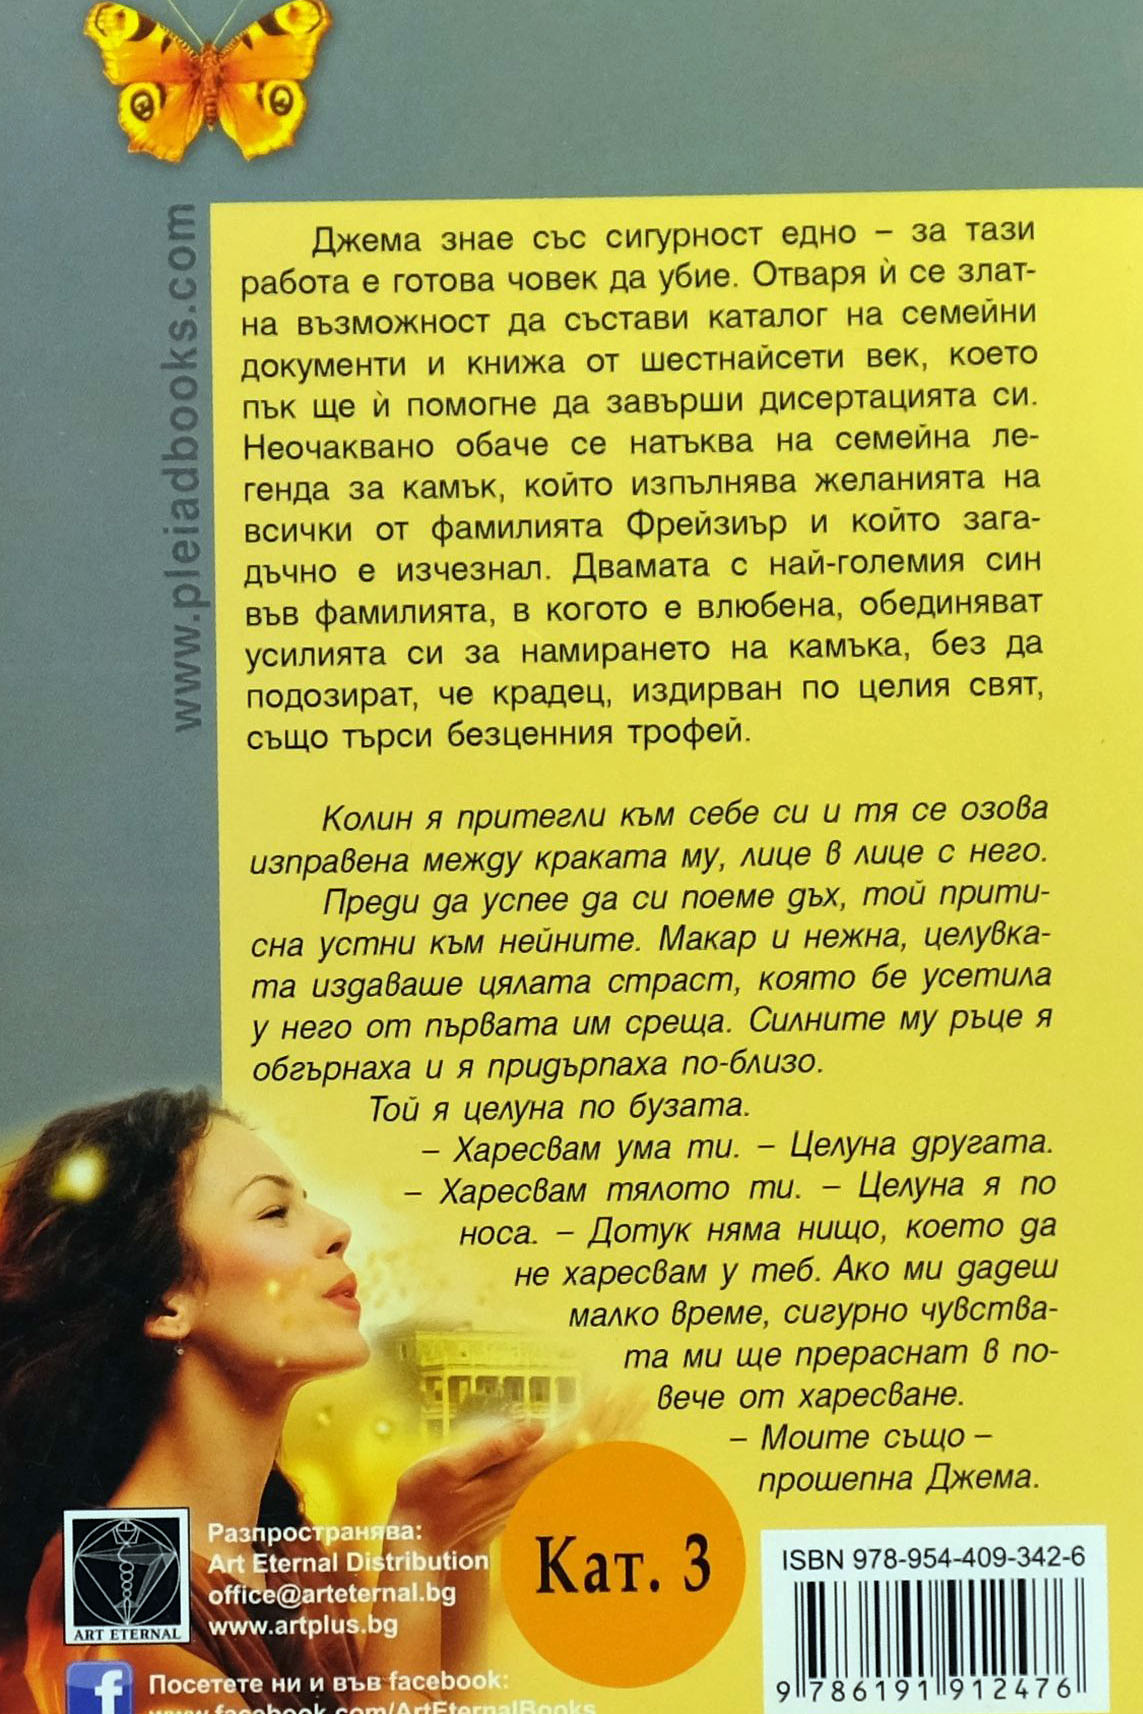 www.pleiadbooks.com
Джема знае със сигурност едно – за тази
работа е готова човек да убие. Отваря ѝ се злат-
на възможност да състави каталог на семейни
документи и книжа от шестнайсети век, което
пък ще ѝ помогне да завърши дисертацията си.
Неочаквано обаче се натъква на семейна ле-
генда за камък, който изпълнява желанията на
всички от фамилията Фрейзиър и който зага-
дъчно е изчезнал. Двамата с най-големия син
във фамилията, в когото е влюбена, обединяват
усилията си за намирането на камъка, без да
подозират, че крадец, издирван по целия свят,
също търси безценния трофей.
Колин я притегли към себе си и тя се озова
изправена между краката му, лице в лице с него.
Преди да успее да си поеме дъх, той прити-
сна устни към нейните. Макар и нежна, целувка-
та издаваше цялата страст, която бе усетила
у него от първата им среща. Силните му ръце я
обгърнаха и я придърпаха по-близо.
Той я целуна по бузата.
– Харесвам ума ти. – Целуна другата.
– Харесвам тялото ти. – Целуна я по
носа. – Дотук няма нищо, което да
не харесвам у теб. Ако ми дадеш
малко време, сигурно чувства-
та ми ще прераснат в по-
вече от харесване.
– Моите също –
прошепна Джема.
ART ETERNAL
Разпространява:
Art Eternal Distribution
office@arteternal.bg
www.artplus.bg
f
Посетете ни и във facebook:
www.facebook.com/ArtEternalBooks
Кат. 3
ISBN 978-954-409-342-6
9 786191 912476